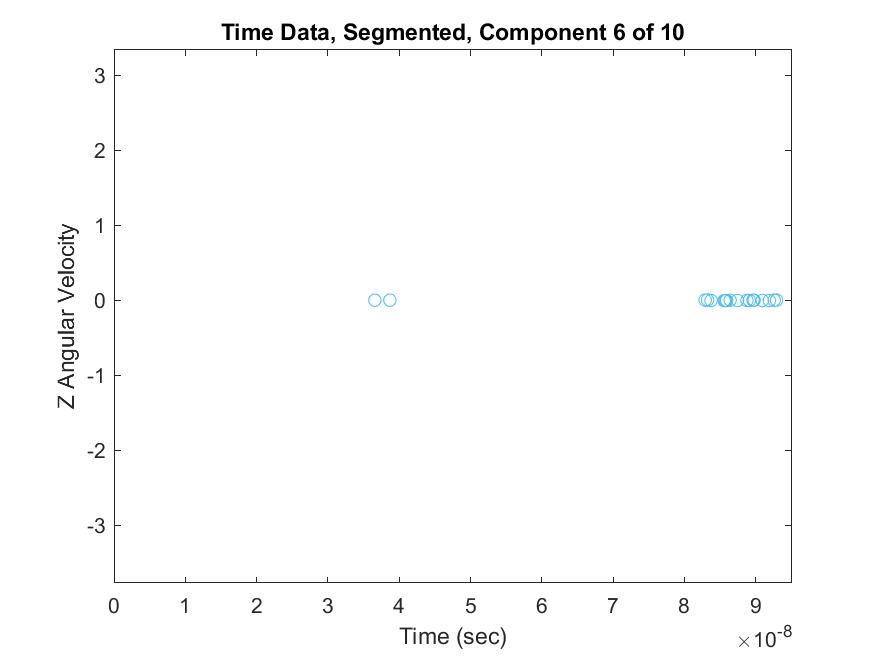 Time Data, Segmented, Component 6 of 10
3
2
1
0
-1
-2
-3
Z Angular Velocity
0 1 2 3 4 5 6 7 8 9
Time (sec)
×10-8